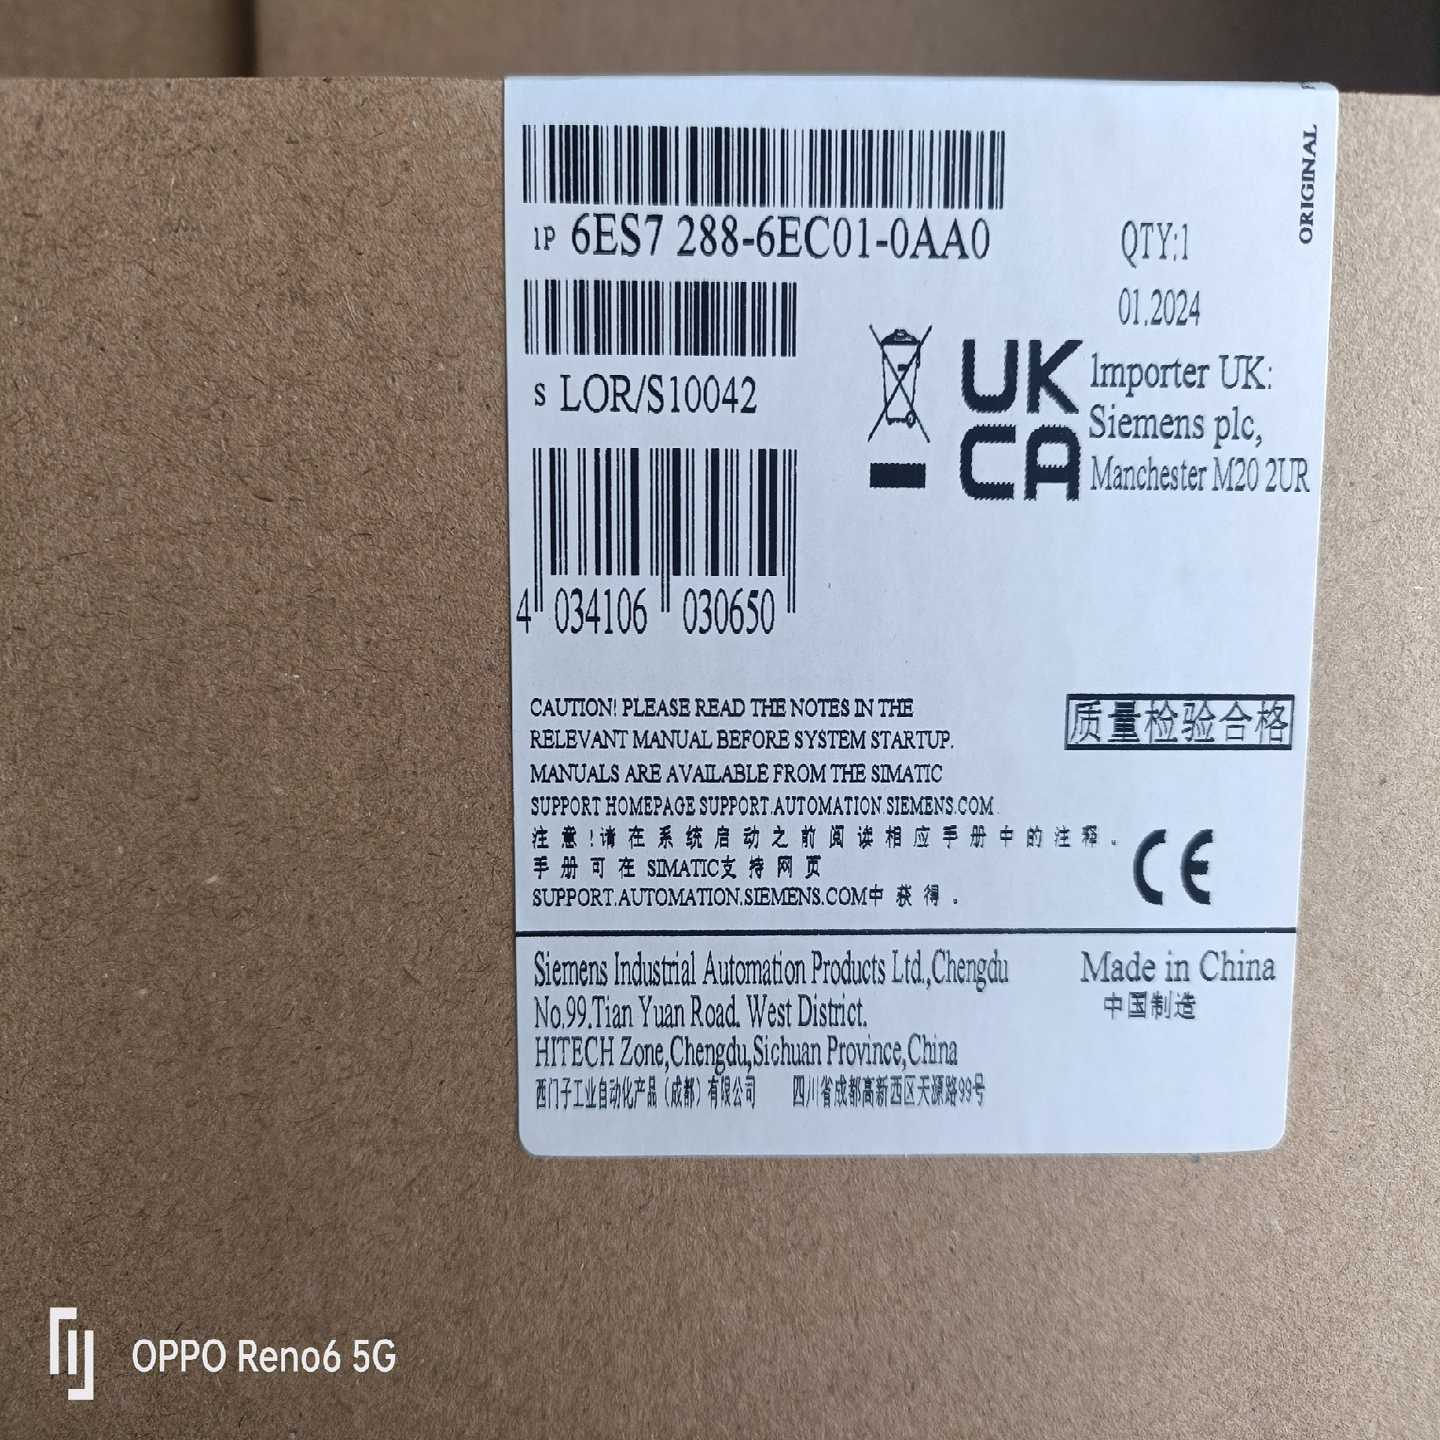 ORIGINAL
1P 6ES7 288-6EC01-0AA0
QTY:1
01.2024
S LOR/S10042
UK
CA
Importer UK:
Siemens plc,
Manchester M20 2UR
4 034106 030650
CAUTION! PLEASE READ THE NOTES IN THE
RELEVANT MANUAL BEFORE SYSTEM STARTUP.
MANUALS ARE AVAILABLE FROM THE SIMATIC
SUPPORT HOMEPAGE SUPPORT.AUTOMATION.SIEMENS.COM.
注意!请在系统启动之前阅读相应手册中的注释。
手册可在SIMATIC支持网页
SUPPORT.AUTOMATION.SIEMENS.COM中获得。
质量检验合格
CE
Siemens Industrial Automation Products Ltd.,Chengdu
No.99.Tian Yuan Road. West District.
HITECH Zone,Chengdu,Sichuan Province,China
西门子工业自动化产品（成都）有限公司 四川省成都高新西区天源路99号
Made in China
中国制造
OPPO Reno6 5G